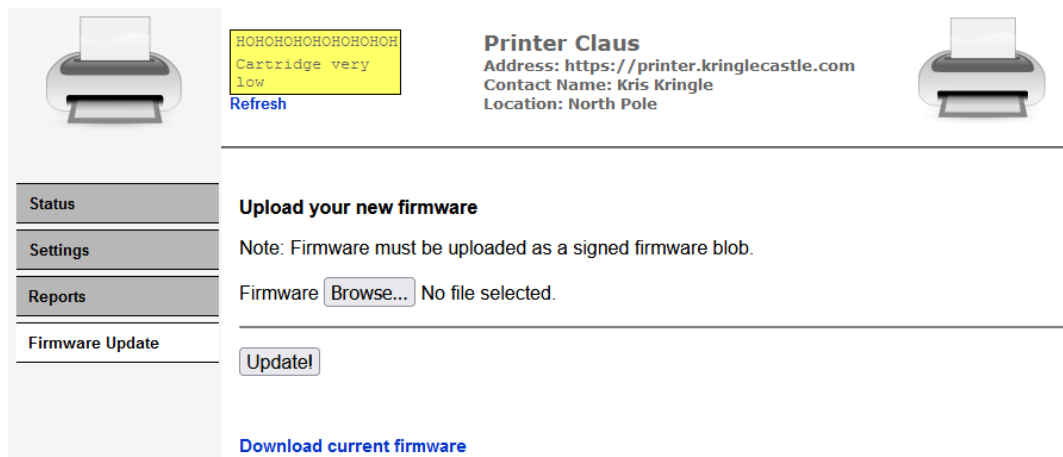 HOHOHOHOHOHOHOHOH
Cartridge very
low
Refresh
Printer Claus
Address: https://printer.kringlecastle.com
Contact Name: Kris Kringle
Location: North Pole
Status
Settings
Reports
Firmware Update
Upload your new firmware
Note: Firmware must be uploaded as a signed firmware blob.
Firmware Browse... No file selected.
Update!
Download current firmware